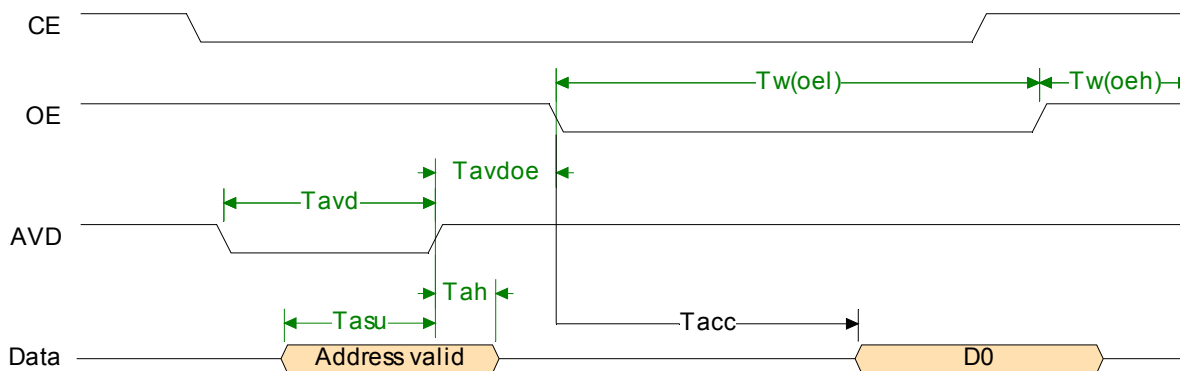 CE
Tw(oel) Tw(oeh)
OE
Tavdoe
Tavd
AVD
Tah
Tasu Tacc
Data Address valid D0